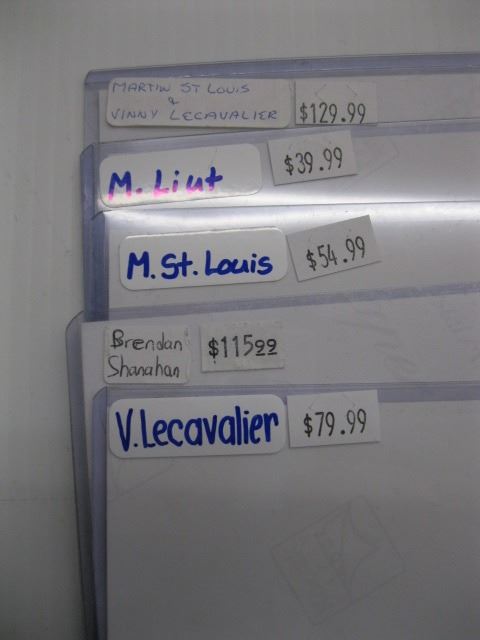 MARTIN ST LOUIS
&
VINNY LECAVALIER
$129.99
M. Liut
$39.99
M. St. Louis
$54.99
Brendan
Shanahan
$115.99
V. Lecavalier
$79.99